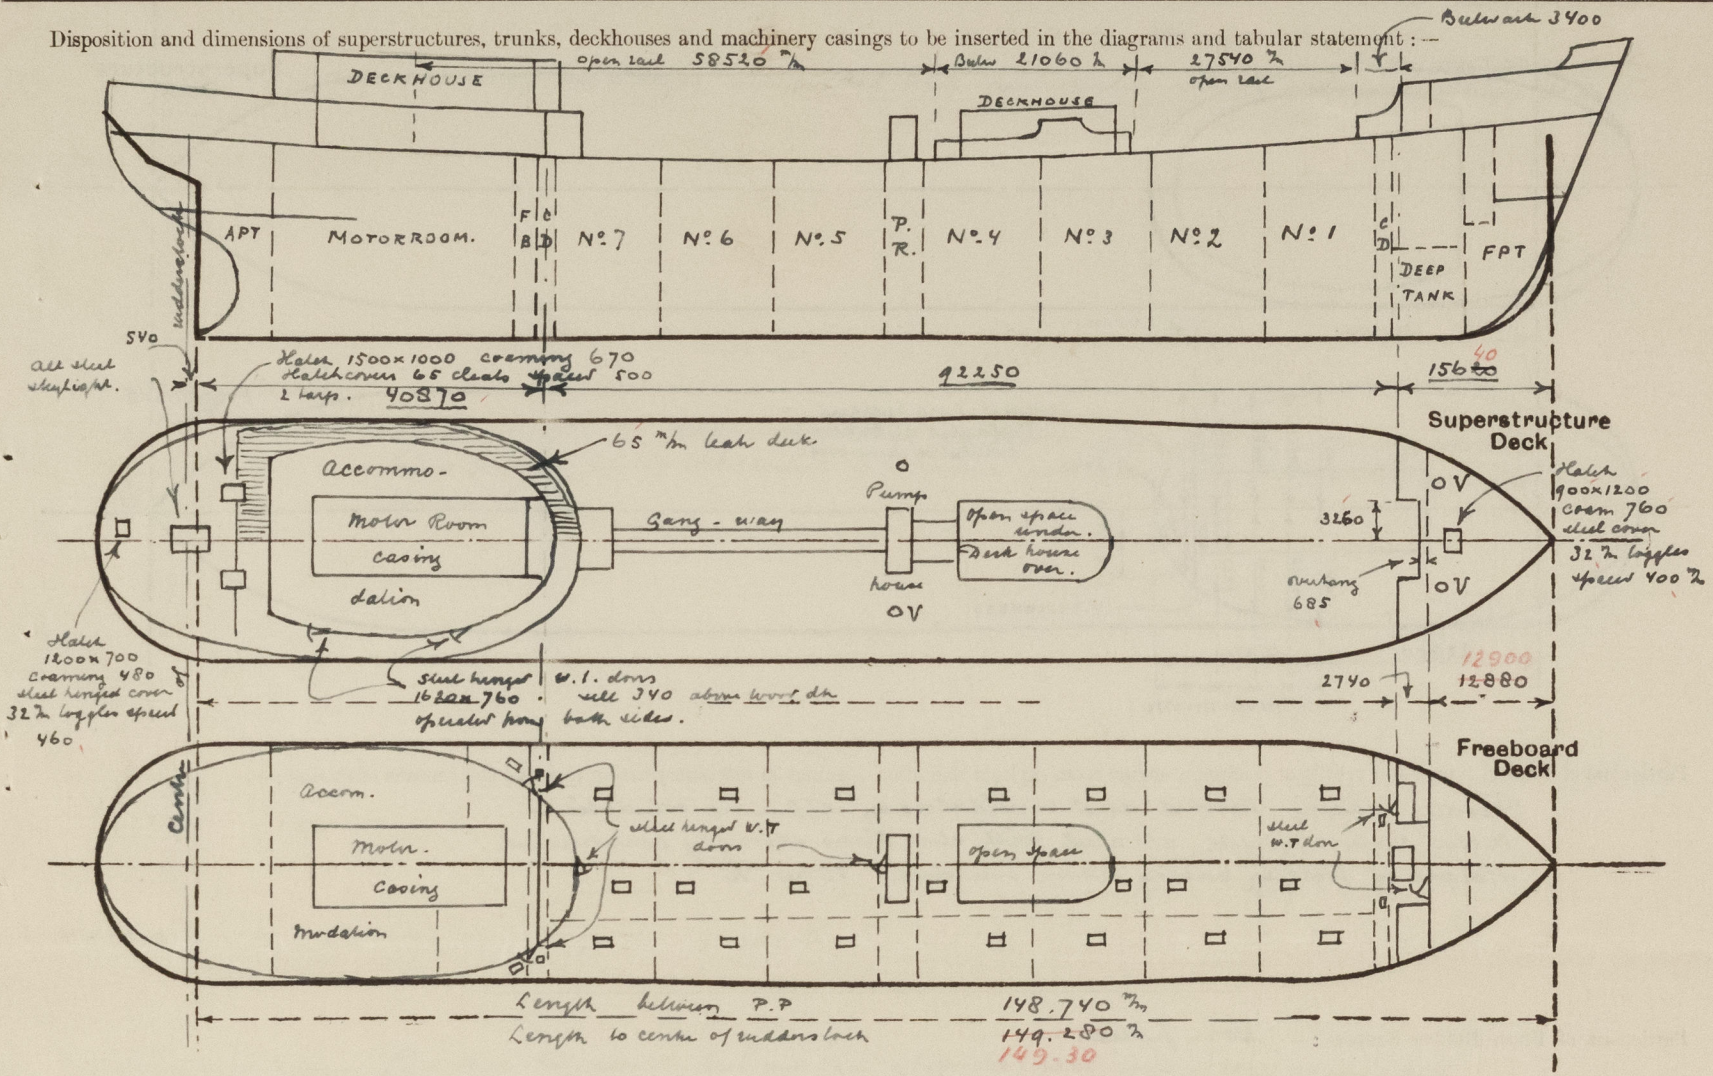 Bulwark 3400
Disposition and dimensions of superstructures, trunks, deckhouses and machinery casings to be inserted in the diagrams and tabular statement : —
open rail 58520 m/m
Bulw 21060 m/m
27540 m/m
open rail
DECKHOUSE
DECKHOUSE
APT
MOTORROOM.
F B
C D
No. 7
No. 6
No. 5
P. R.
No. 4
No. 3
No. 2
No. 1
C D
DEEP
TANK
FPT
rudderstock
540
All steel
skylight.
Hatch 1500x1000 coaming 670
Hatchcovers 65 cleats spaced 500
2 tarps.
40870
92250
40
15680
Superstructure
Deck
65 m/m teak deck
Accommo-
Motor Room
casing
dation
Gang-way
O
Pump
house
OV
open space
under.
Deck house
over.
3260
overhang
685
OV
OV
Hatch
900x1200
coam 760
steel cover
32 m/m toggles
spaced 400 m/m
Hatch
1200x700
coaming 480
steel hinged cover
32 m/m toggles spaced
460
steel hinged W.T. doors
1620x760. sill 340 above wood dk
operated from both sides.
2740
12900
12880
Freeboard
Deck
Centre of
Accom.
Motor.
Casing
modation
steel hinged W.T
doors
open space
steel
W.T door
Length between P.P 148.740 m/m
Length to centre of rudderstock 149.280 m/m
149.30